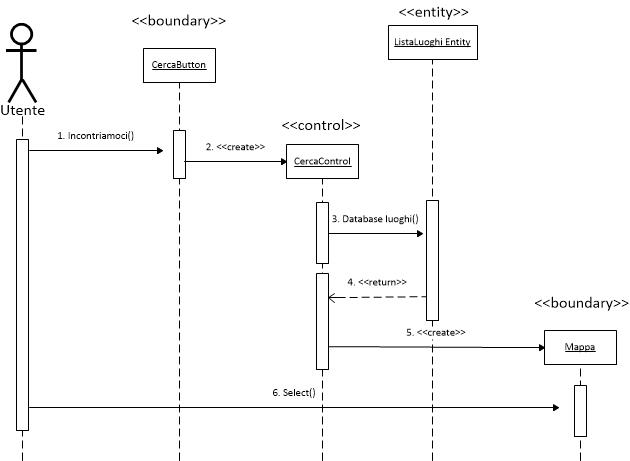 <<entity>>
<<boundary>>
ListaLuoghi Entity
CercaButton
Utente
<<control>>
1. Incontriamoci()
2. <<create>>
CercaControl
3. Database luoghi()
4. <<return>>
<<boundary>>
5. <<create>>
Mappa
6. Select()